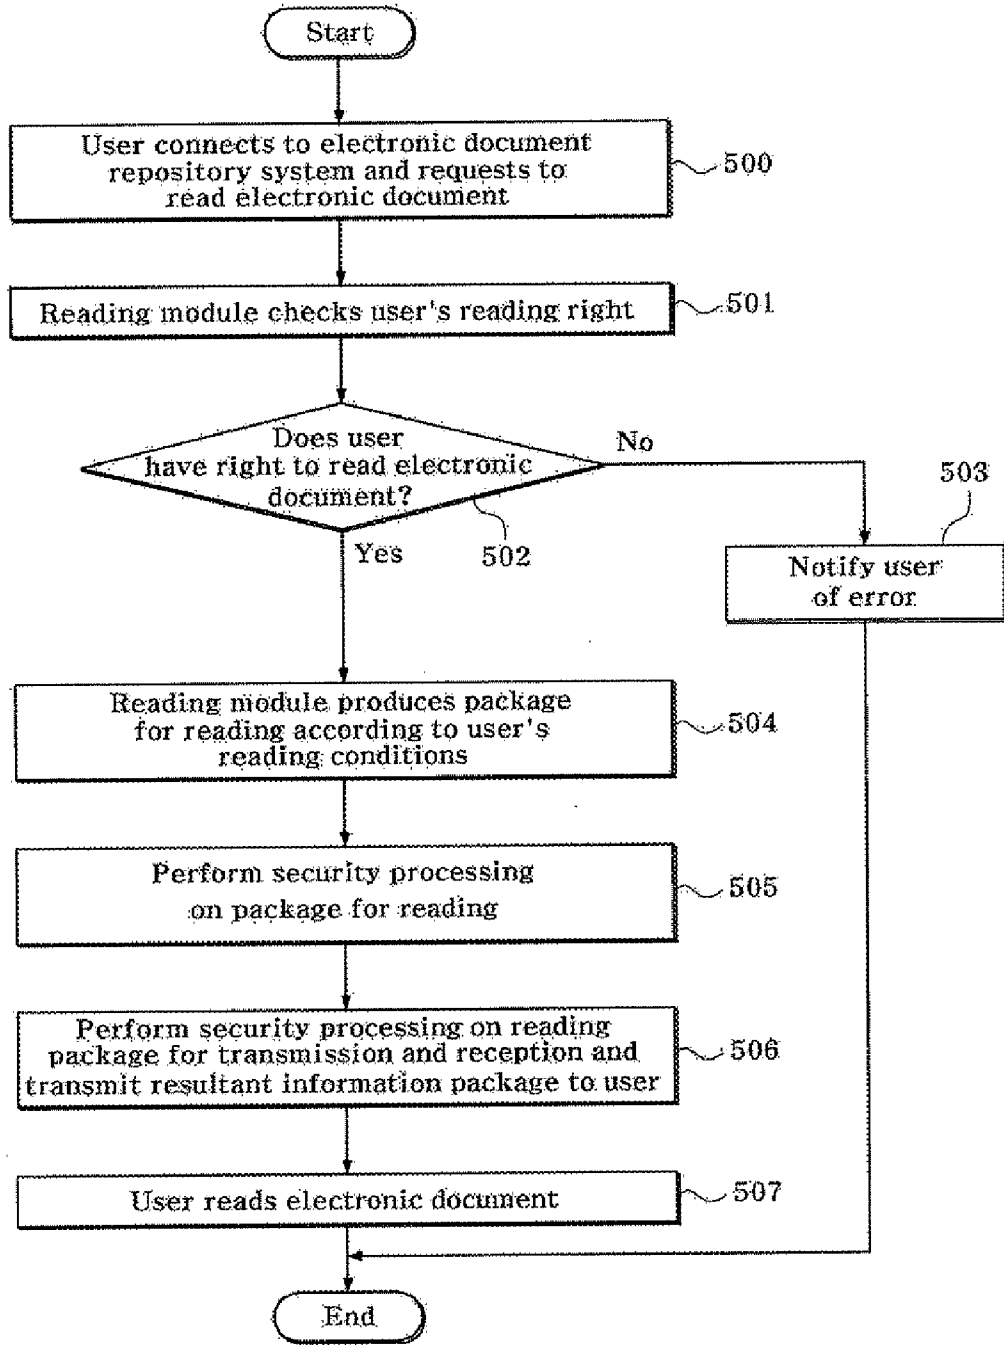 Start
User connects to electronic document
repository system and requests to
read electronic document
500
Reading module checks user's reading right
501
Does user
have right to read electronic
document?
502
No
Yes
503
Notify user
of error
Reading module produces package
for reading according to user's
reading conditions
504
Perform security processing
on package for reading
505
Perform security processing on reading
package for transmission and reception and
transmit resultant information package to user
506
User reads electronic document
507
End